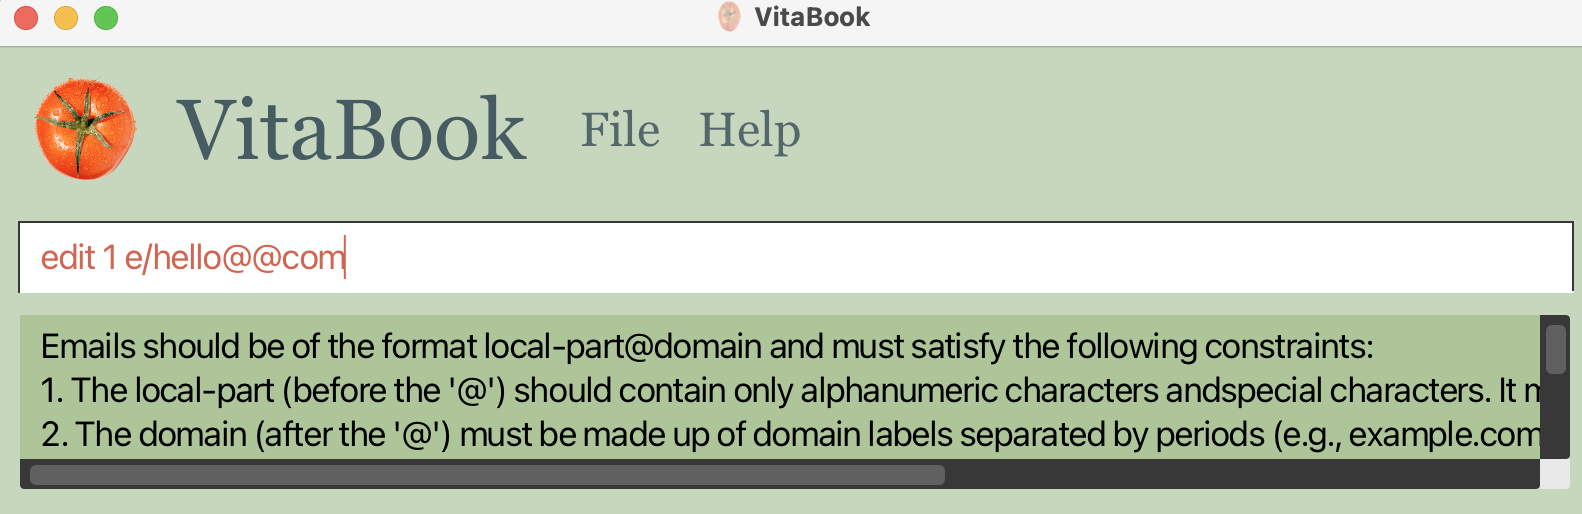 VitaBook
VitaBook File Help
edit 1 e/hello@@com
Emails should be of the format local-part@domain and must satisfy the following constraints:
1. The local-part (before the '@') should contain only alphanumeric characters andspecial characters. It
2. The domain (after the '@') must be made up of domain labels separated by periods (e.g., example.com